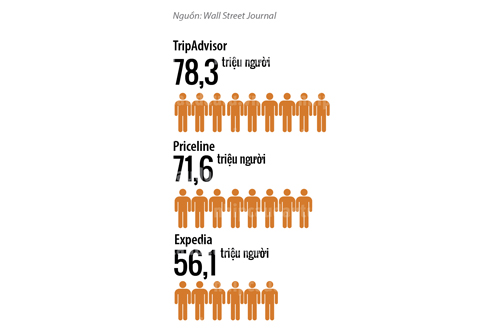 Nguồn: Wall Street Journal
TripAdvisor
78,3 triệu người
Priceline
71,6 triệu người
Expedia
56,1 triệu người